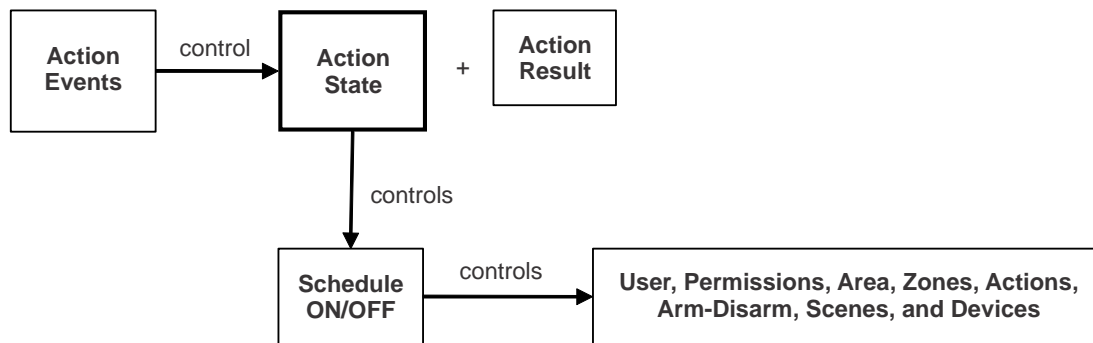 Action
Events
control
Action
State
+
Action
Result
controls
Schedule
ON/OFF
controls
User, Permissions, Area, Zones, Actions,
Arm-Disarm, Scenes, and Devices